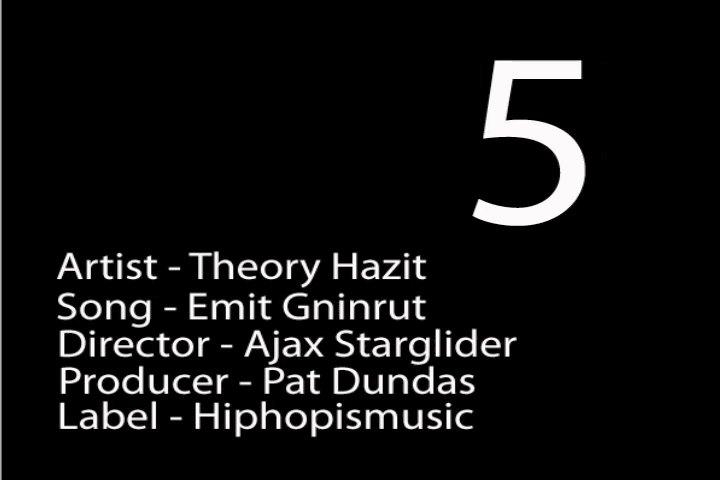 5
Artist - Theory Hazit
Song - Emit Gninrut
Director - Ajax Starglider
Producer - Pat Dundas
Label - Hiphopismusic